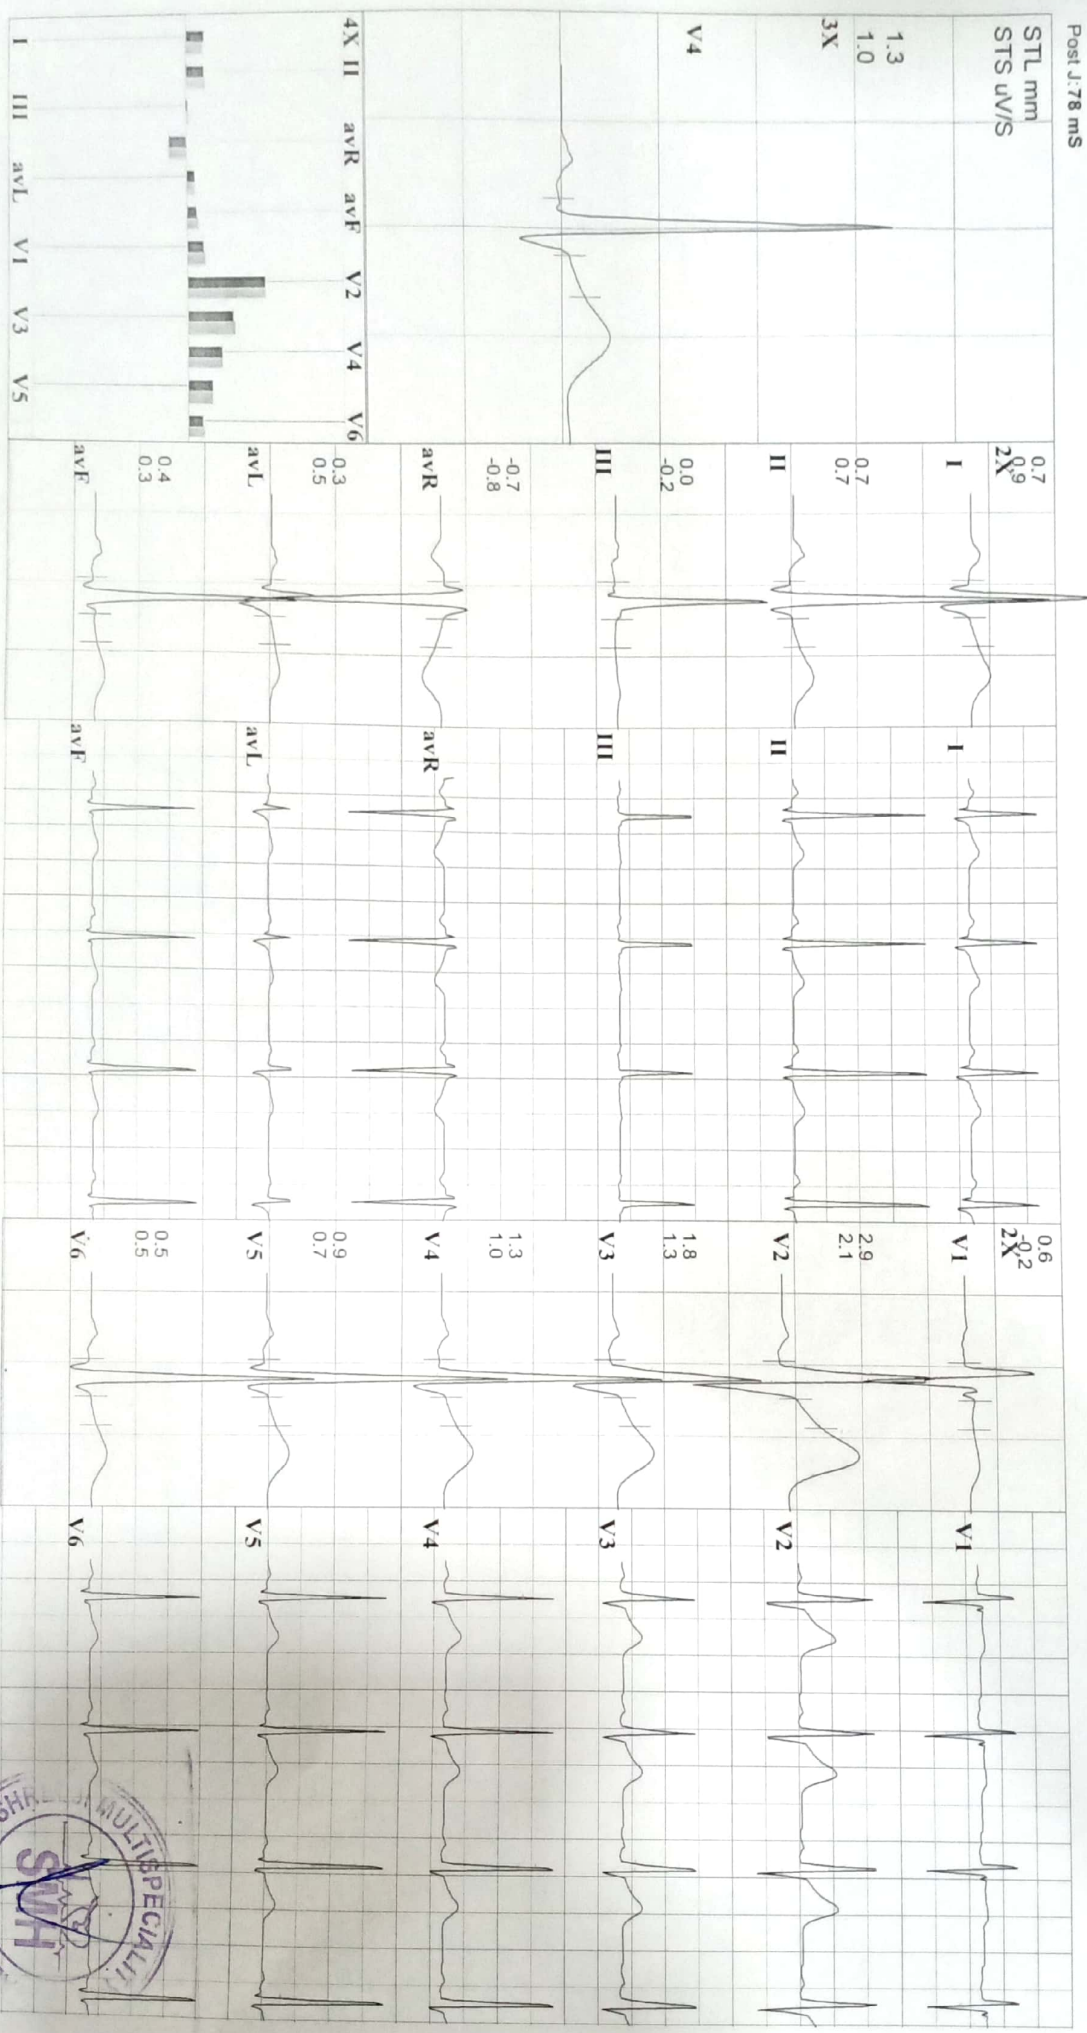 Post J:78 mS
STL mm
STS uV/S
1.3
1.0
3X
V4
4X II avR avF V2 V4 V6
I III avL V1 V3 V5
0.7
0.9
2X
I
0.7
0.7
II
0.0
-0.2
III
-0.7
-0.8
avR
0.3
0.5
avL
0.4
0.3
avF
I
II
III
avR
avL
avF
0.6
-0.2
2X
V1
2.9
2.1
V2
1.8
1.3
V3
1.3
1.0
V4
0.9
0.7
V5
0.5
0.5
V6
V1
V2
V3
V4
V5
V6
MULTISPECIALIT
SMH